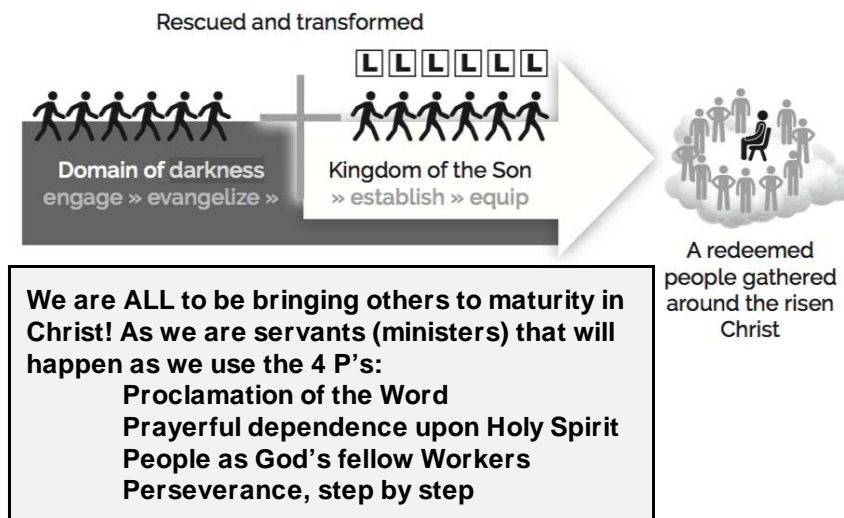 Rescued and transformed
L L L L L L
Domain of darkness
engage » evangelize »
Kingdom of the Son
» establish » equip
A redeemed
people gathered
around the risen
Christ
We are ALL to be bringing others to maturity in
Christ! As we are servants (ministers) that will
happen as we use the 4 P’s:
Proclamation of the Word
Prayerful dependence upon Holy Spirit
People as God’s fellow Workers
Perseverance, step by step